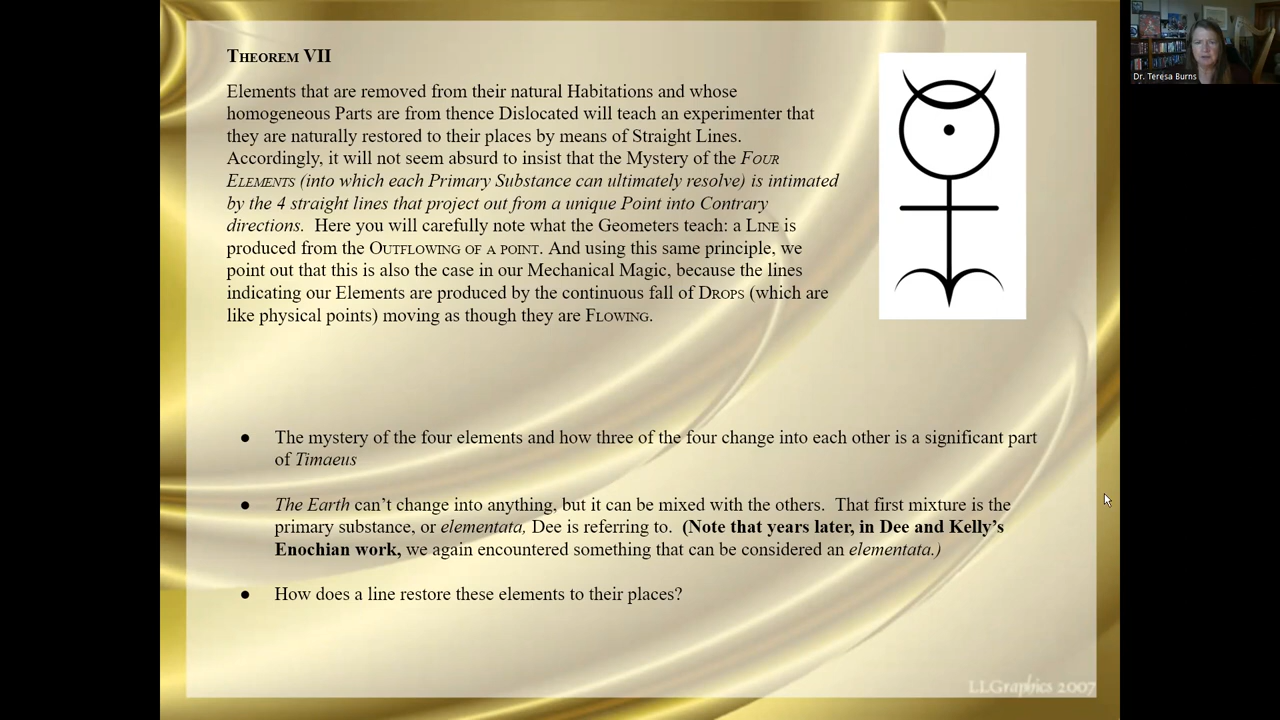 THEOREM VII
Elements that are removed from their natural Habitations and whose
homogeneous Parts are from thence Dislocated will teach an experimenter that
they are naturally restored to their places by means of Straight Lines.
Accordingly, it will not seem absurd to insist that the Mystery of the FOUR
ELEMENTS (into which each Primary Substance can ultimately resolve) is intimated
by the 4 straight lines that project out from a unique Point into Contrary
directions. Here you will carefully note what the Geometers teach: a LINE is
produced from the OUTFLOWING OF A POINT. And using this same principle, we
point out that this is also the case in our Mechanical Magic, because the lines
indicating our Elements are produced by the continuous fall of DROPS (which are
like physical points) moving as though they are FLOWING.
● The mystery of the four elements and how three of the four change into each other is a significant part
of Timaeus
● The Earth can’t change into anything, but it can be mixed with the others. That first mixture is the
primary substance, or elementata, Dee is referring to. (Note that years later, in Dee and Kelly’s
Enochian work, we again encountered something that can be considered an elementata.)
● How does a line restore these elements to their places?
LLGraphics 2007
Dr. Teresa Burns